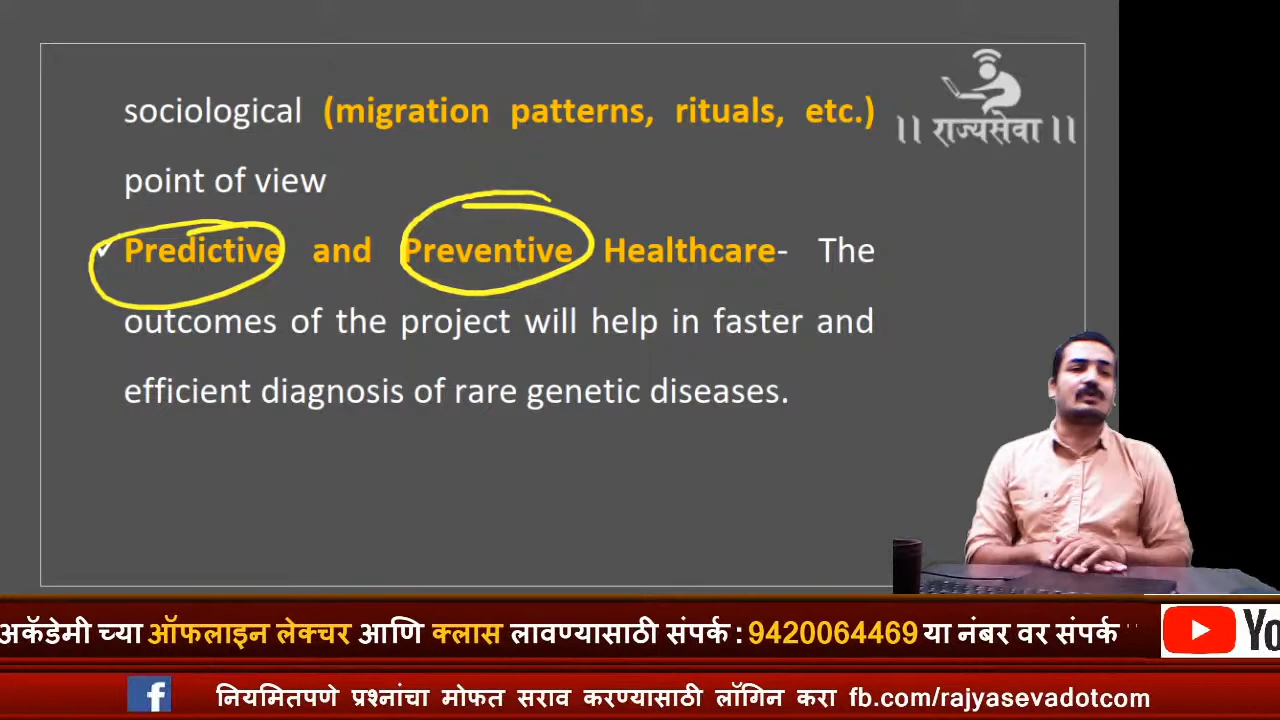 sociological (migration patterns, rituals, etc.)
।। राज्यसेवा ।।
point of view
✓ Predictive and Preventive Healthcare- The
outcomes of the project will help in faster and
efficient diagnosis of rare genetic diseases.
अकॅडेमी च्या ऑफलाइन लेक्चर आणि क्लास लावण्यासाठी संपर्क : 9420064469 या नंबर वर संपर्क
नियमितपणे प्रश्नांचा मोफत सराव करण्यासाठी लॉगिन करा fb.com/rajyasevadotcom